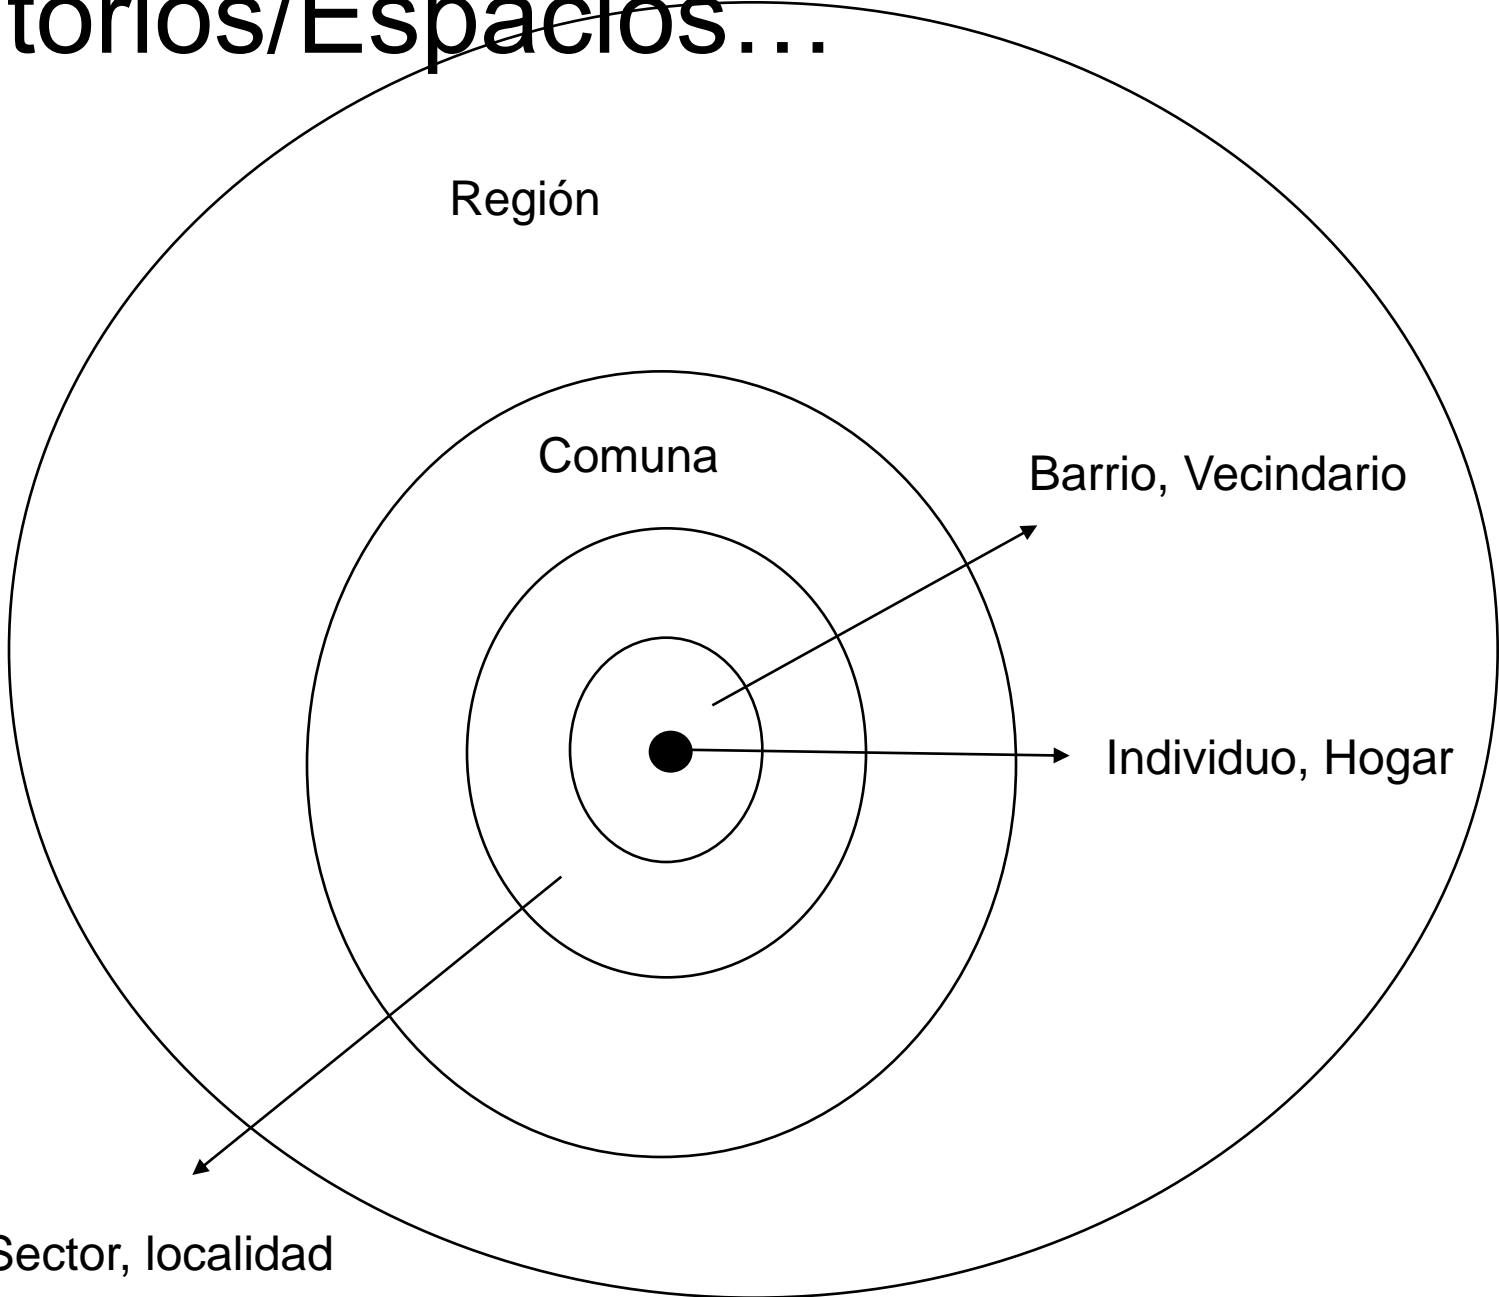 torios/Espacios…
Región
Comuna
Barrio, Vecindario
Individuo, Hogar
Sector, localidad